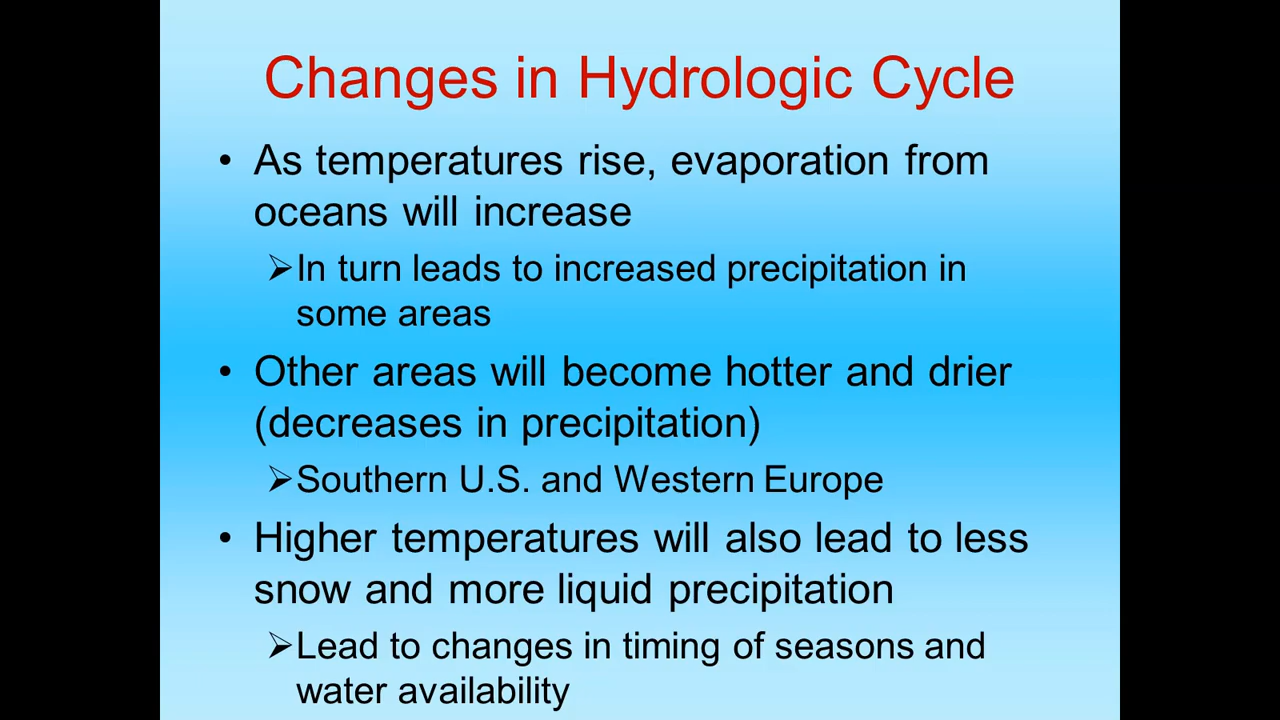 Changes in Hydrologic Cycle
• As temperatures rise, evaporation from
oceans will increase
➢In turn leads to increased precipitation in
some areas
• Other areas will become hotter and drier
(decreases in precipitation)
➢Southern U.S. and Western Europe
• Higher temperatures will also lead to less
snow and more liquid precipitation
➢Lead to changes in timing of seasons and
water availability